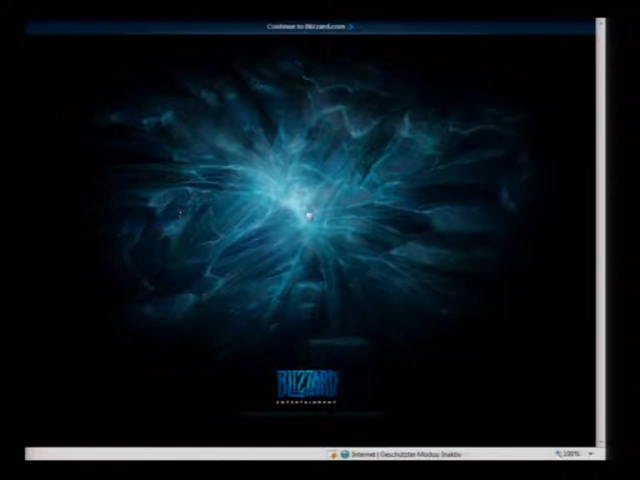 Continue to Blizzard.com
BLIZZARD
ENTERTAINMENT
Internet | Geschützter Modus: Inaktiv
100%